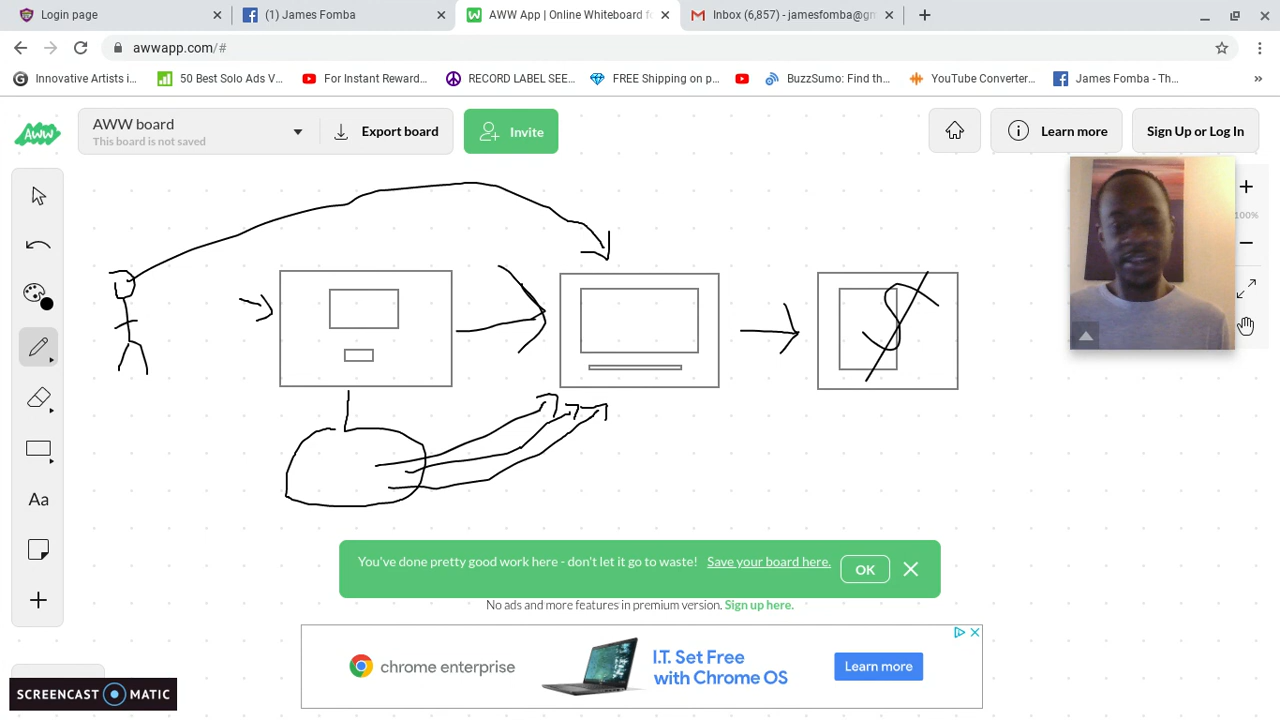 Login page
(1) James Fomba
AWW App | Online Whiteboard f
Inbox (6,857) - jamesfomba@gm
awwapp.com/#
Innovative Artists i…
50 Best Solo Ads V…
For Instant Reward…
RECORD LABEL SEE…
FREE Shipping on p…
BuzzSumo: Find th…
YouTube Converter…
James Fomba - Th…
»
AWW
AWW board
This board is not saved
Export board
Invite
Learn more
Sign Up or Log In
100%
$
Aa
You've done pretty good work here - don't let it go to waste! Save your board here.
OK
No ads and more features in premium version. Sign up here.
chrome enterprise
I.T. Set Free
with Chrome OS
Learn more
SCREENCAST MATIC